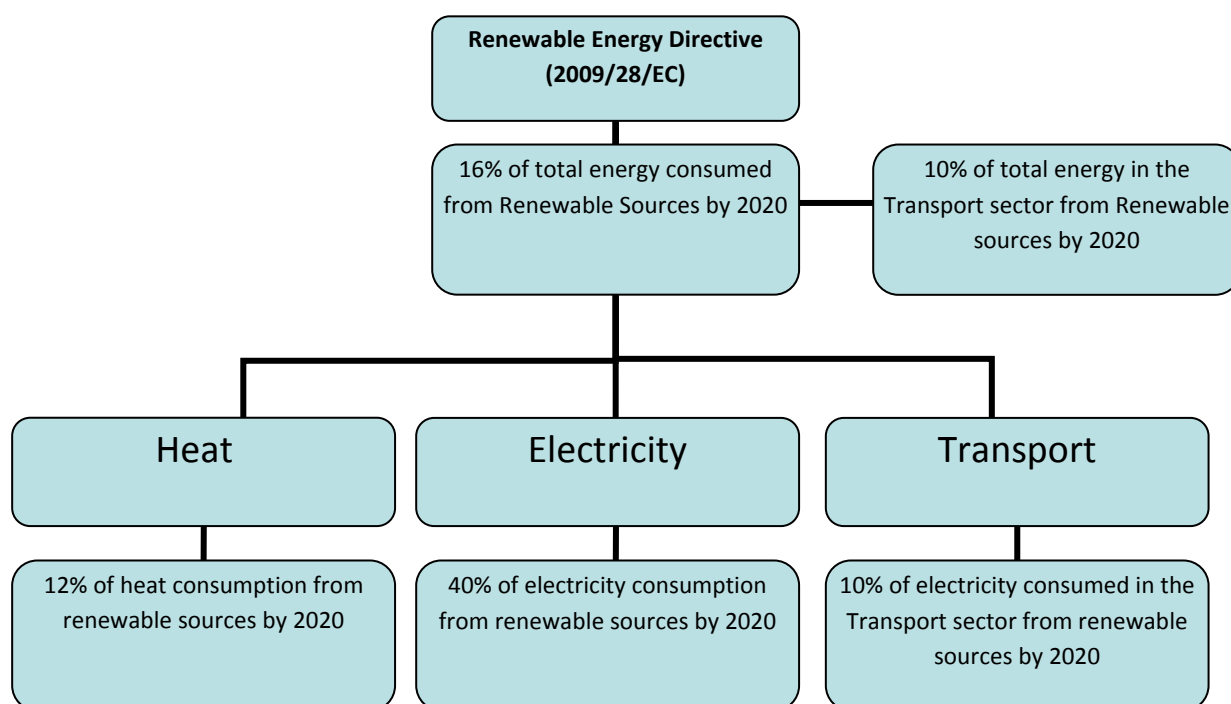 Renewable Energy Directive
(2009/28/EC)
16% of total energy consumed
from Renewable Sources by 2020
10% of total energy in the
Transport sector from Renewable
sources by 2020
Heat
Electricity
Transport
12% of heat consumption from
renewable sources by 2020
40% of electricity consumption
from renewable sources by 2020
10% of electricity consumed in the
Transport sector from renewable
sources by 2020